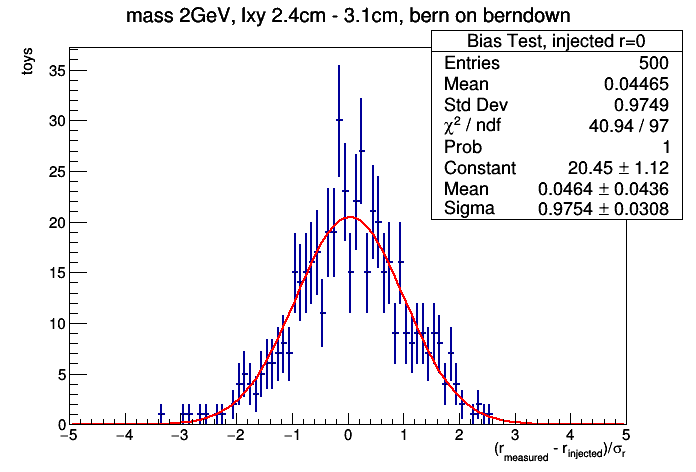 mass 2GeV, lxy 2.4cm - 3.1cm, bern on berndown
Bias Test, injected r=0
Entries 500
Mean 0.04465
Std Dev 0.9749
χ² / ndf 40.94 / 97
Prob 1
Constant 20.45 ± 1.12
Mean 0.0464 ± 0.0436
Sigma 0.9754 ± 0.0308
toys
35
30
25
20
15
10
5
0
−5 −4 −3 −2 −1 0 1 2 3 4 5
(r_measured - r_injected)/σ_r